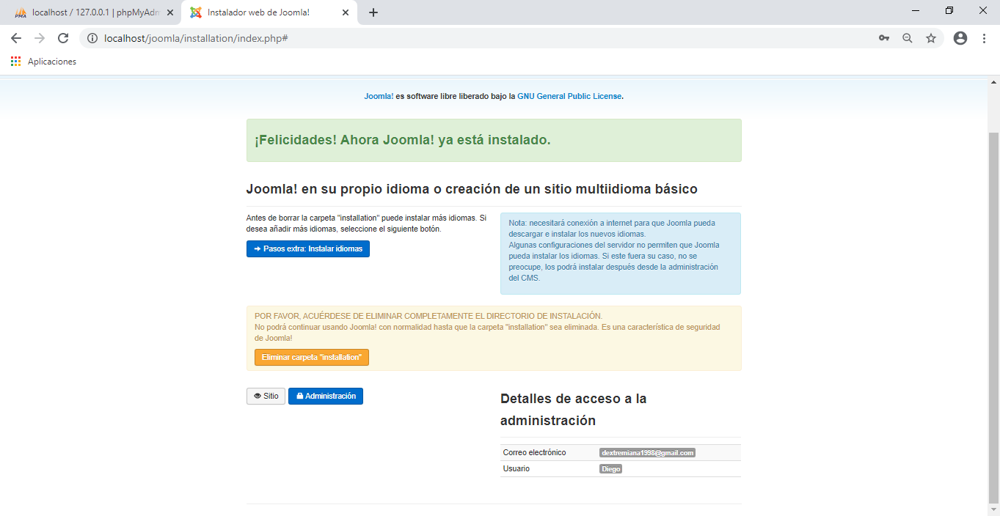 localhost / 127.0.0.1 | phpMyAdm
Instalador web de Joomla!
localhost/joomla/installation/index.php#
Aplicaciones
Joomla! es software libre liberado bajo la GNU General Public License.
¡Felicidades! Ahora Joomla! ya está instalado.
Joomla! en su propio idioma o creación de un sitio multiidioma básico
Antes de borrar la carpeta "installation" puede instalar más idiomas. Si
desea añadir más idiomas, seleccione el siguiente botón.
Pasos extra: Instalar idiomas
Nota: necesitará conexión a internet para que Joomla pueda
descargar e instalar los nuevos idiomas.
Algunas configuraciones del servidor no permiten que Joomla
pueda instalar los idiomas. Si este fuera su caso, no se
preocupe, los podrá instalar después desde la administración
del CMS.
POR FAVOR, ACUÉRDESE DE ELIMINAR COMPLETAMENTE EL DIRECTORIO DE INSTALACIÓN.
No podrá continuar usando Joomla! con normalidad hasta que la carpeta "installation" sea eliminada. Es una característica de seguridad
de Joomla!
Eliminar carpeta "installation"
Sitio
Administración
Detalles de acceso a la
administración
Correo electrónico dextremiana1998@gmail.com
Usuario Diego